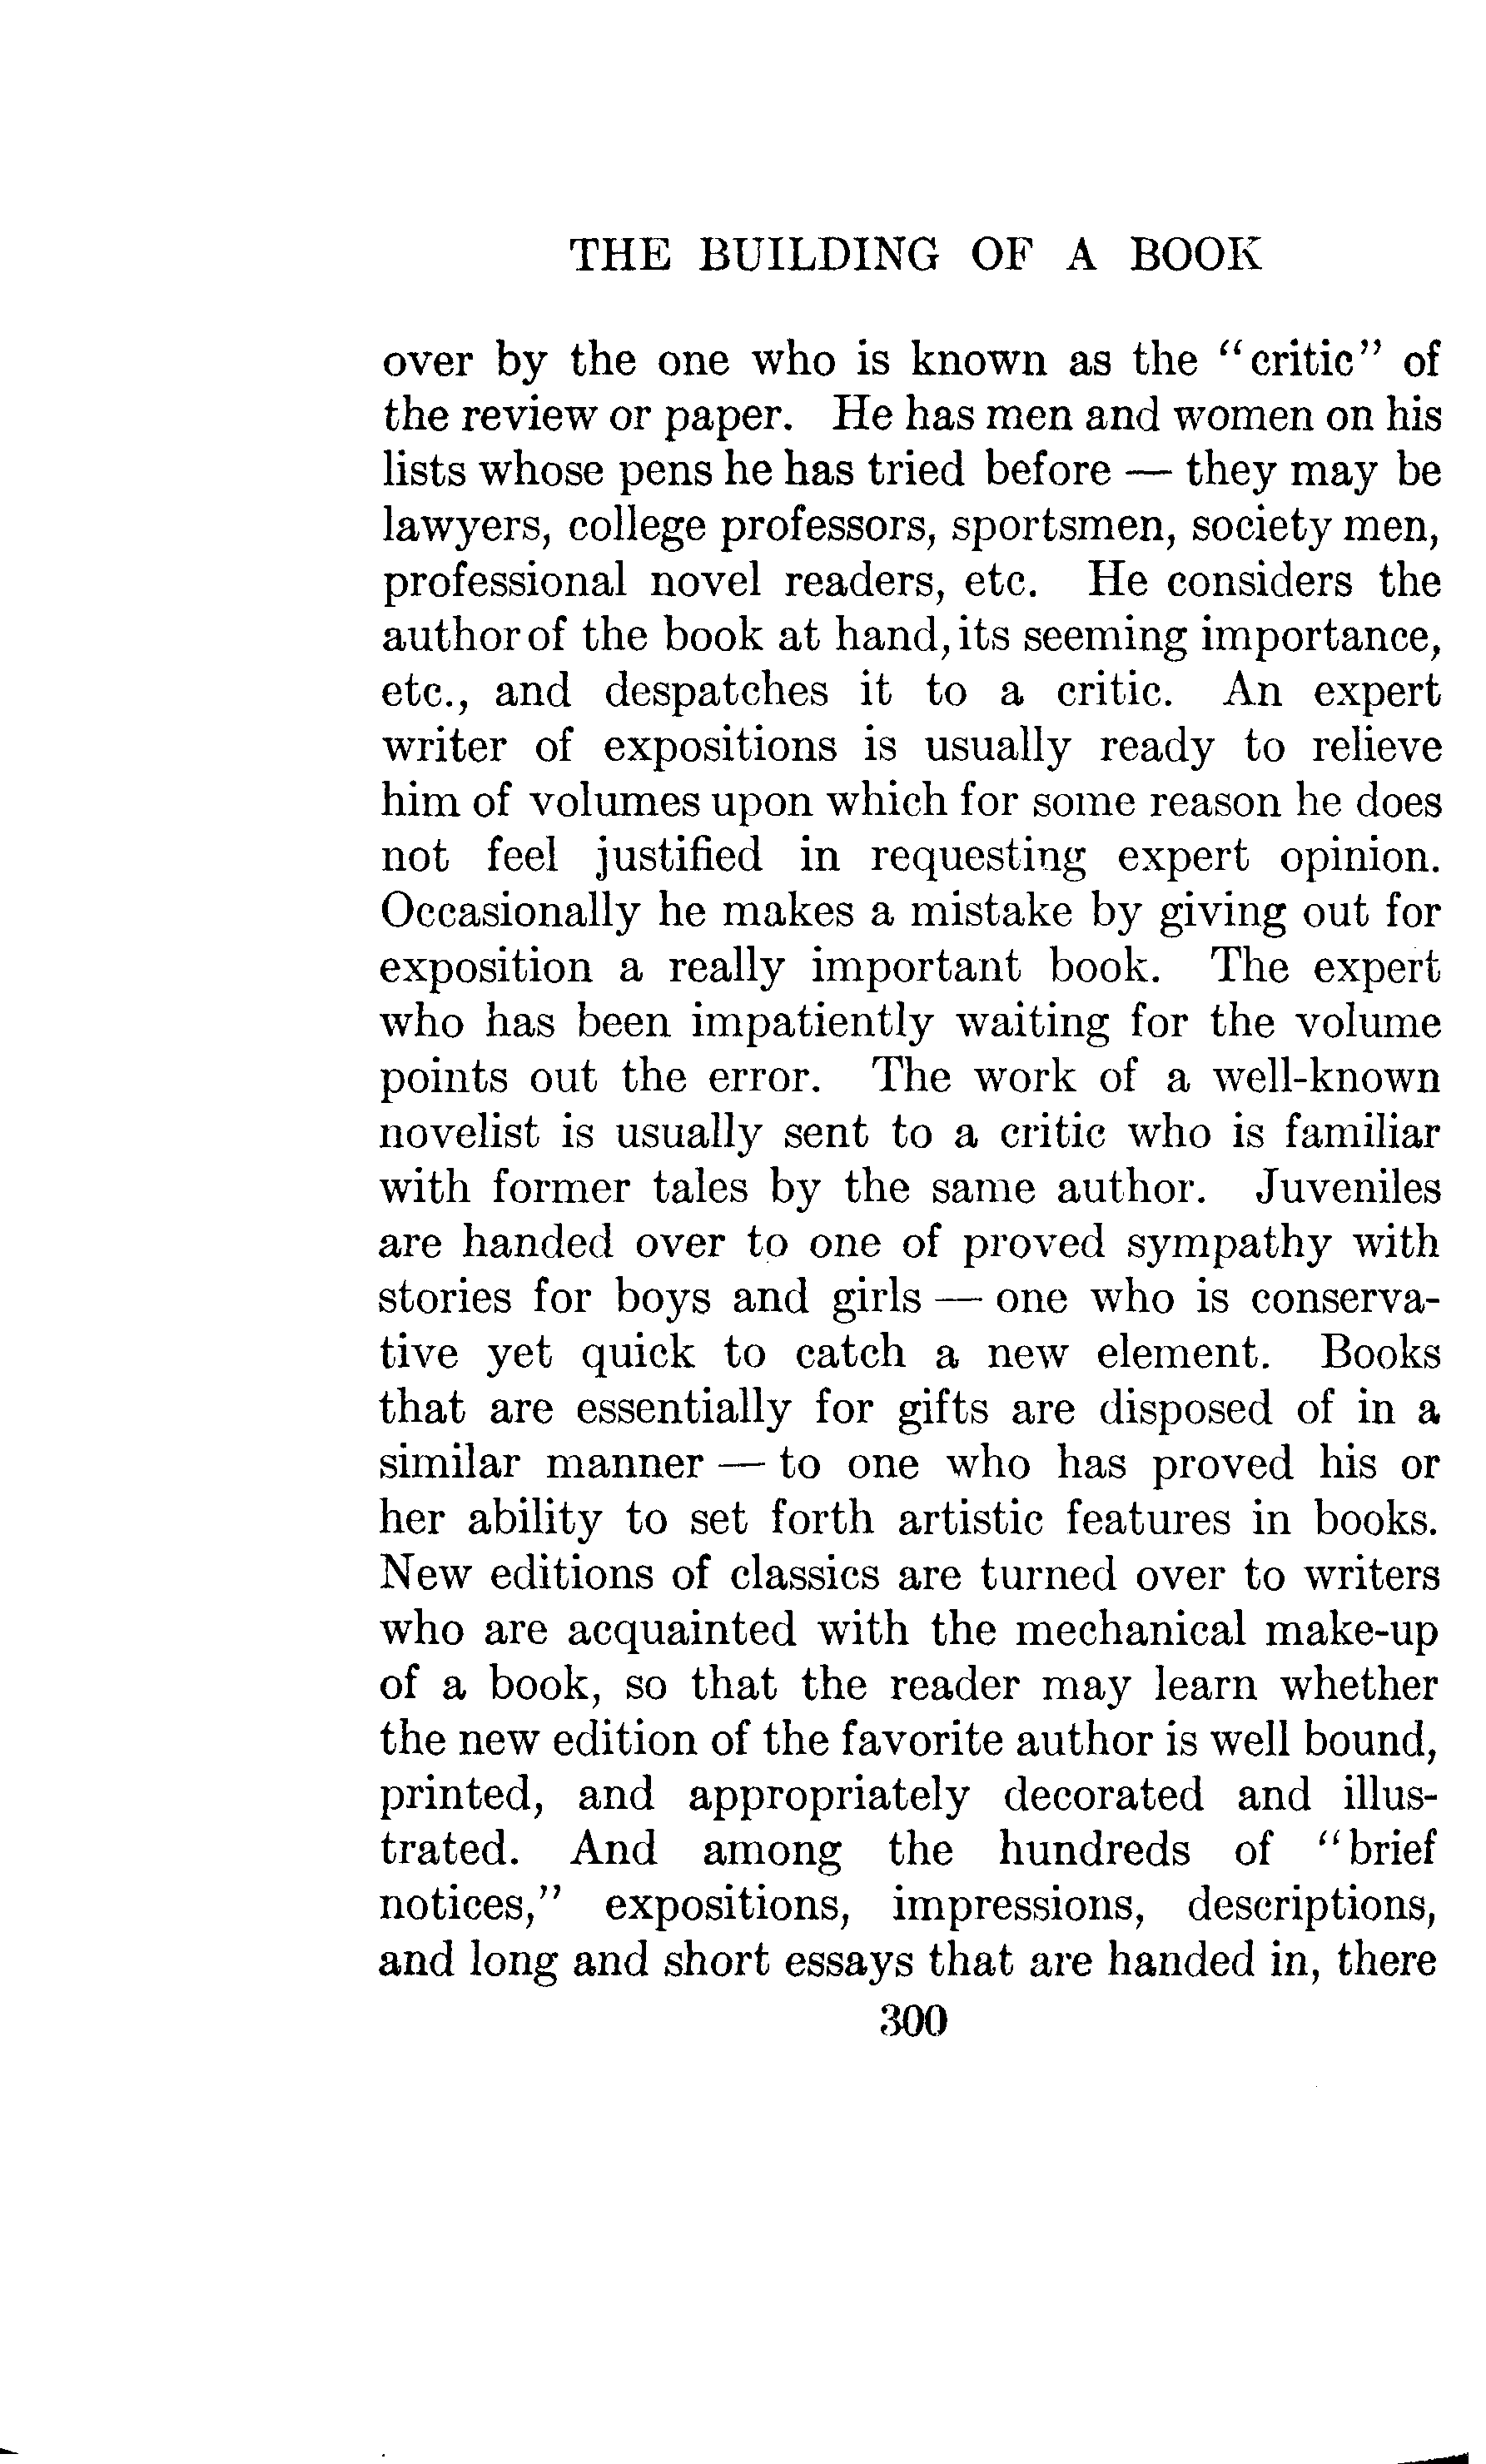 THE BUILDING OF A BOOK
over by the one who is known as the "critic" of
the review or paper. He has men and women on his
lists whose pens he has tried before — they may be
lawyers, college professors, sportsmen, society men,
professional novel readers, etc. He considers the
author of the book at hand, its seeming importance,
etc., and despatches it to a critic. An expert
writer of expositions is usually ready to relieve
him of volumes upon which for some reason he does
not feel justified in requesting expert opinion.
Occasionally he makes a mistake by giving out for
exposition a really important book. The expert
who has been impatiently waiting for the volume
points out the error. The work of a well-known
novelist is usually sent to a critic who is familiar
with former tales by the same author. Juveniles
are handed over to one of proved sympathy with
stories for boys and girls — one who is conserva-
tive yet quick to catch a new element. Books
that are essentially for gifts are disposed of in a
similar manner — to one who has proved his or
her ability to set forth artistic features in books.
New editions of classics are turned over to writers
who are acquainted with the mechanical make-up
of a book, so that the reader may learn whether
the new edition of the favorite author is well bound,
printed, and appropriately decorated and illus-
trated. And among the hundreds of "brief
notices," expositions, impressions, descriptions,
and long and short essays that are handed in, there
300